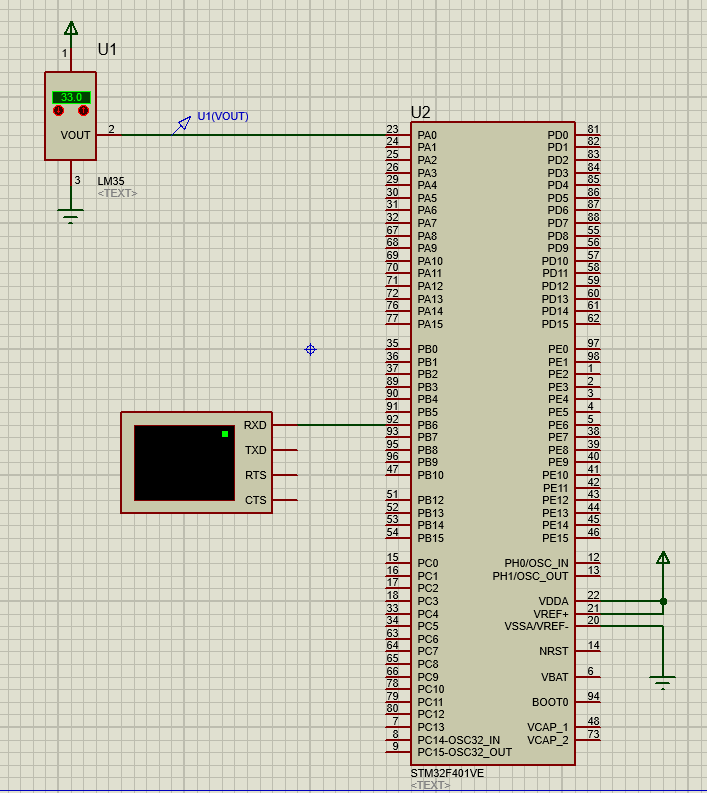 U1
1
33.0
VOUT
2
U1(VOUT)
3
LM35
<TEXT>
U2
23 PA0 PD0 81
24 PA1 PD1 82
25 PA2 PD2 83
26 PA3 PD3 84
29 PA4 PD4 85
30 PA5 PD5 86
31 PA6 PD6 87
32 PA7 PD7 88
67 PA8 PD8 55
68 PA9 PD9 56
69 PA10 PD10 57
70 PA11 PD11 58
71 PA12 PD12 59
72 PA13 PD13 60
76 PA14 PD14 61
77 PA15 PD15 62
35 PB0 PE0 97
36 PB1 PE1 98
37 PB2 PE2 1
89 PB3 PE3 2
90 PB4 PE4 3
91 PB5 PE5 4
RXD 92 PB6 PE6 5
93 PB7 PE7 38
TXD 95 PB8 PE8 39
96 PB9 PE9 40
RTS 47 PB10 PE10 41
PE11 42
CTS 51 PB12 PE12 43
52 PB13 PE13 44
53 PB14 PE14 45
54 PB15 PE15 46
15 PC0 PH0/OSC_IN 12
16 PC1 PH1/OSC_OUT 13
17 PC2
18 PC3 VDDA 22
33 PC4 VREF+ 21
34 PC5 VSSA/VREF- 20
63 PC6
64 PC7 NRST 14
65 PC8
66 PC9 VBAT 6
78 PC10
79 PC11 BOOT0 94
80 PC12
7 PC13 VCAP_1 48
8 PC14-OSC32_IN VCAP_2 73
9 PC15-OSC32_OUT
STM32F401VE
<TEXT>